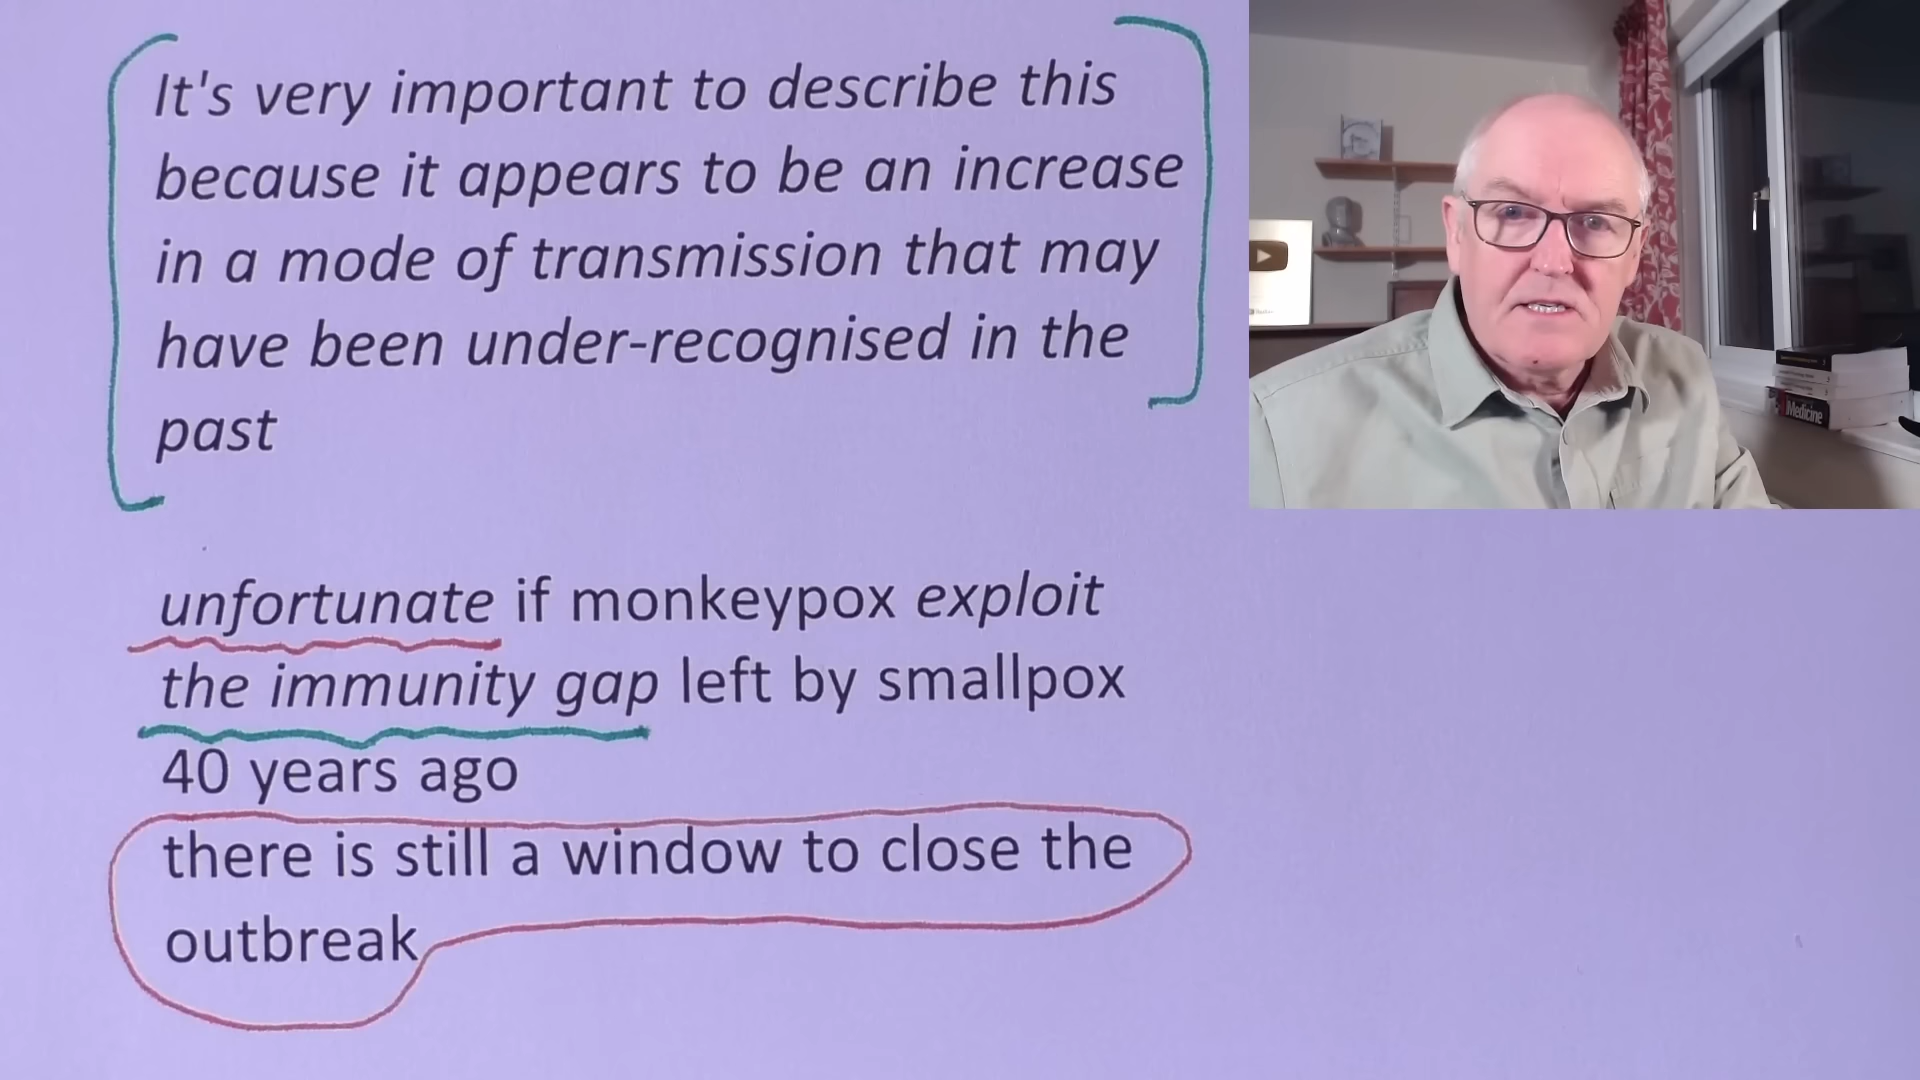 It's very important to describe this
because it appears to be an increase
in a mode of transmission that may
have been under-recognised in the
past
unfortunate if monkeypox exploit
the immunity gap left by smallpox
40 years ago
there is still a window to close the
outbreak
Medicine